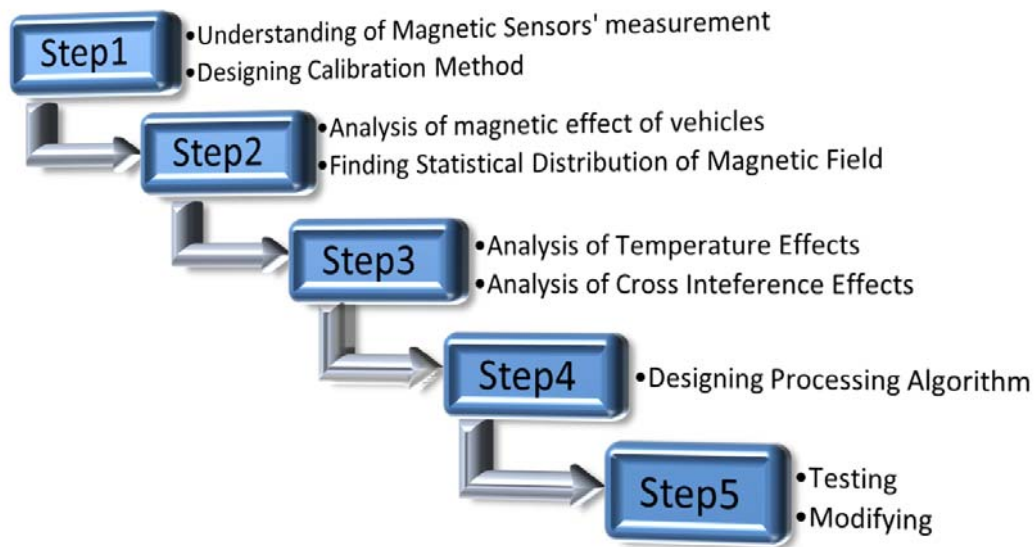 Step1
•Understanding of Magnetic Sensors' measurement
•Designing Calibration Method
Step2
•Analysis of magnetic effect of vehicles
•Finding Statistical Distribution of Magnetic Field
Step3
•Analysis of Temperature Effects
•Analysis of Cross Inteference Effects
Step4
•Designing Processing Algorithm
Step5
•Testing
•Modifying